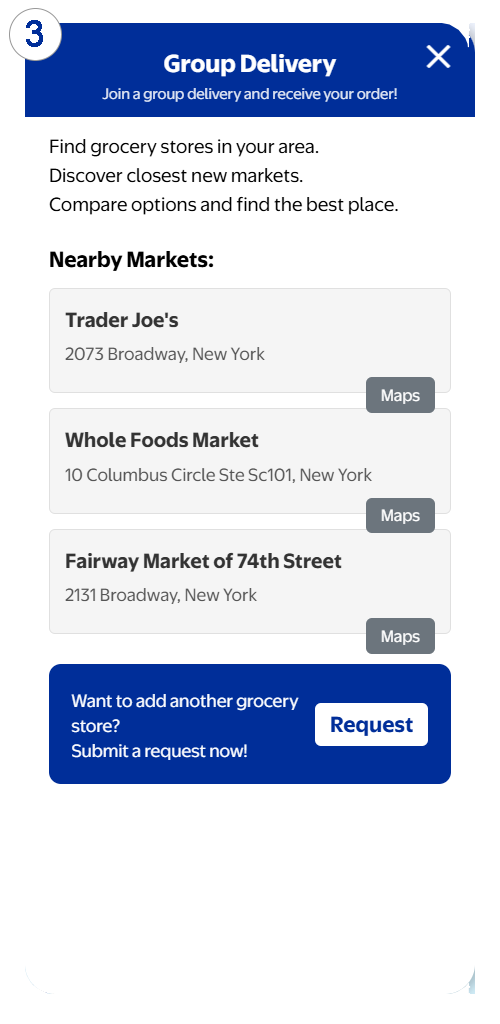 3
Group Delivery
Join a group delivery and receive your order!
Find grocery stores in your area.
Discover closest new markets.
Compare options and find the best place.
Nearby Markets:
Trader Joe's
2073 Broadway, New York
Maps
Whole Foods Market
10 Columbus Circle Ste Sc101, New York
Maps
Fairway Market of 74th Street
2131 Broadway, New York
Maps
Want to add another grocery
store?
Submit a request now!
Request